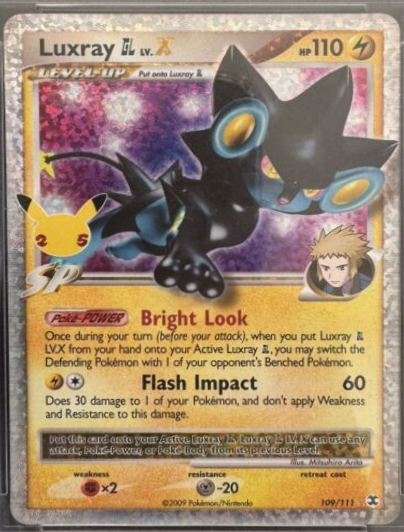 Luxray GL LV.X
HP 110
LEVEL-UP Put onto Luxray GL
25
SP
Poké-POWER Bright Look
Once during your turn (before your attack), when you put Luxray GL
LV.X from your hand onto your Active Luxray GL, you may switch the
Defending Pokémon with 1 of your opponent's Benched Pokémon.
Flash Impact 60
Does 30 damage to 1 of your Pokémon, and don't apply Weakness
and Resistance to this damage.
Put this card onto your Active Luxray GL. Luxray GL LV.X can use any
attack, Poké-Power, or Poké-Body from its previous Level.
Illus. Mitsuhiro Arita
weakness resistance retreat cost
×2 -20
©2009 Pokémon/Nintendo 109/111